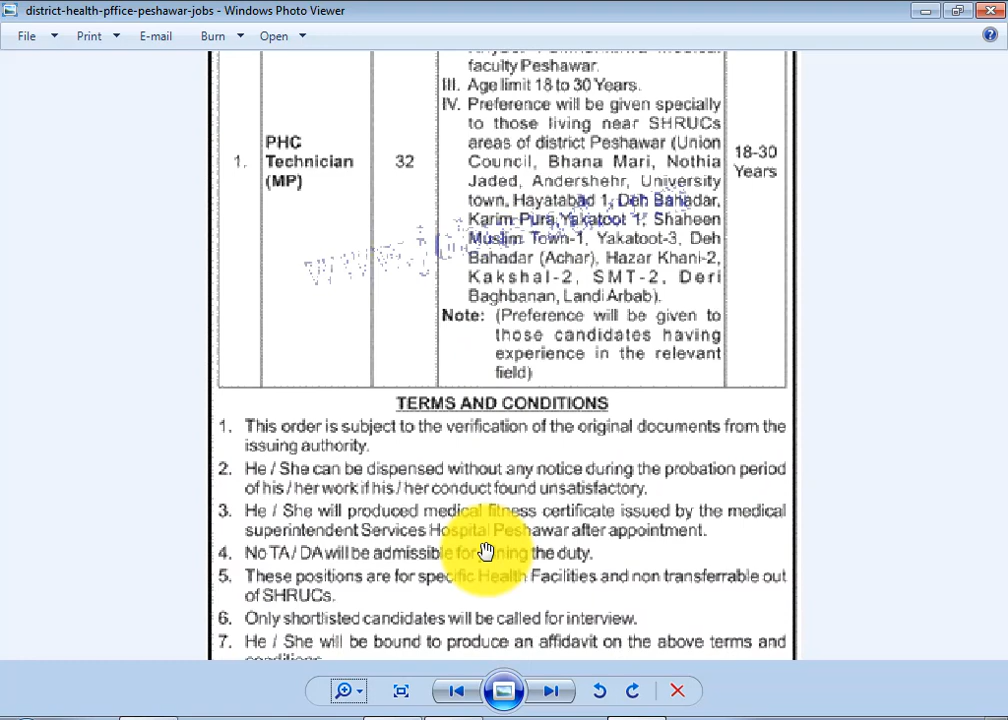 district-health-pffice-peshawar-jobs - Windows Photo Viewer
File Print E-mail Burn Open
faculty Peshawar.
III. Age limit 18 to 30 Years.
IV. Preference will be given specially
to those living near SHRUCs
areas of district Peshawar (Union
Council, Bhana Mari, Nothia
Jaded, Andershehr, University
town, Hayatabad 1, Deh Bahadar,
Karim Pura, Yakatoot 1, Shaheen
Muslim Town-1, Yakatoot-3, Deh
Bahadar (Achar), Hazar Khani-2,
Kakshal-2, SMT-2, Deri
Baghbanan, Landi Arbab).
Note: (Preference will be given to
those candidates having
experience in the relevant
field)
1.
PHC
Technician
(MP)
32
18-30
Years
TERMS AND CONDITIONS
1. This order is subject to the verification of the original documents from the
issuing authority.
2. He / She can be dispensed without any notice during the probation period
of his / her work if his / her conduct found unsatisfactory.
3. He / She will produced medical fitness certificate issued by the medical
superintendent Services Hospital Peshawar after appointment.
4. No TA / DA will be admissible for the duty.
5. These positions are for specific Health Facilities and non transferrable out
of SHRUCs.
6. Only shortlisted candidates will be called for interview.
7. He / She will be bound to produce an affidavit on the above terms and